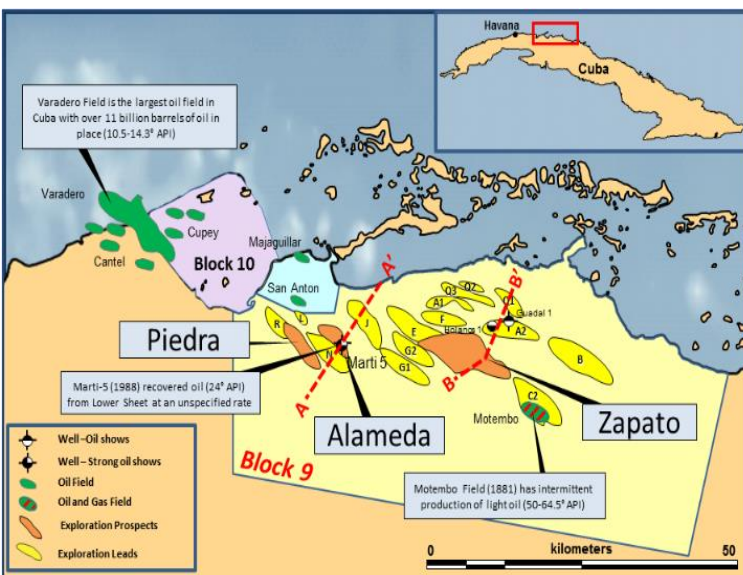 Havana
Cuba
Varadero Field is the largest oil field in
Cuba with over 11 billion barrels of oil in
place (10.5-14.3° API)
Varadero
Cupey
Cantel
Majaguillar
Block 10
San Anton
A'
B'
Q3
Q2
A1
Q1
Guadal 1
R
L
J
F
E
A2
Piedra
N
Marti 5
G2
G1
B
B
Marti-5 (1988) recovered oil (24° API)
from Lower Sheet at an unspecified rate
A
Alameda
C2
Motembo
Zapato
Block 9
Motembo Field (1881) has intermittent
production of light oil (50-64.5° API)
Well –Oil shows
Well – Strong oil shows
Oil Field
Oil and Gas Field
Exploration Prospects
Exploration Leads
0
kilometers
50